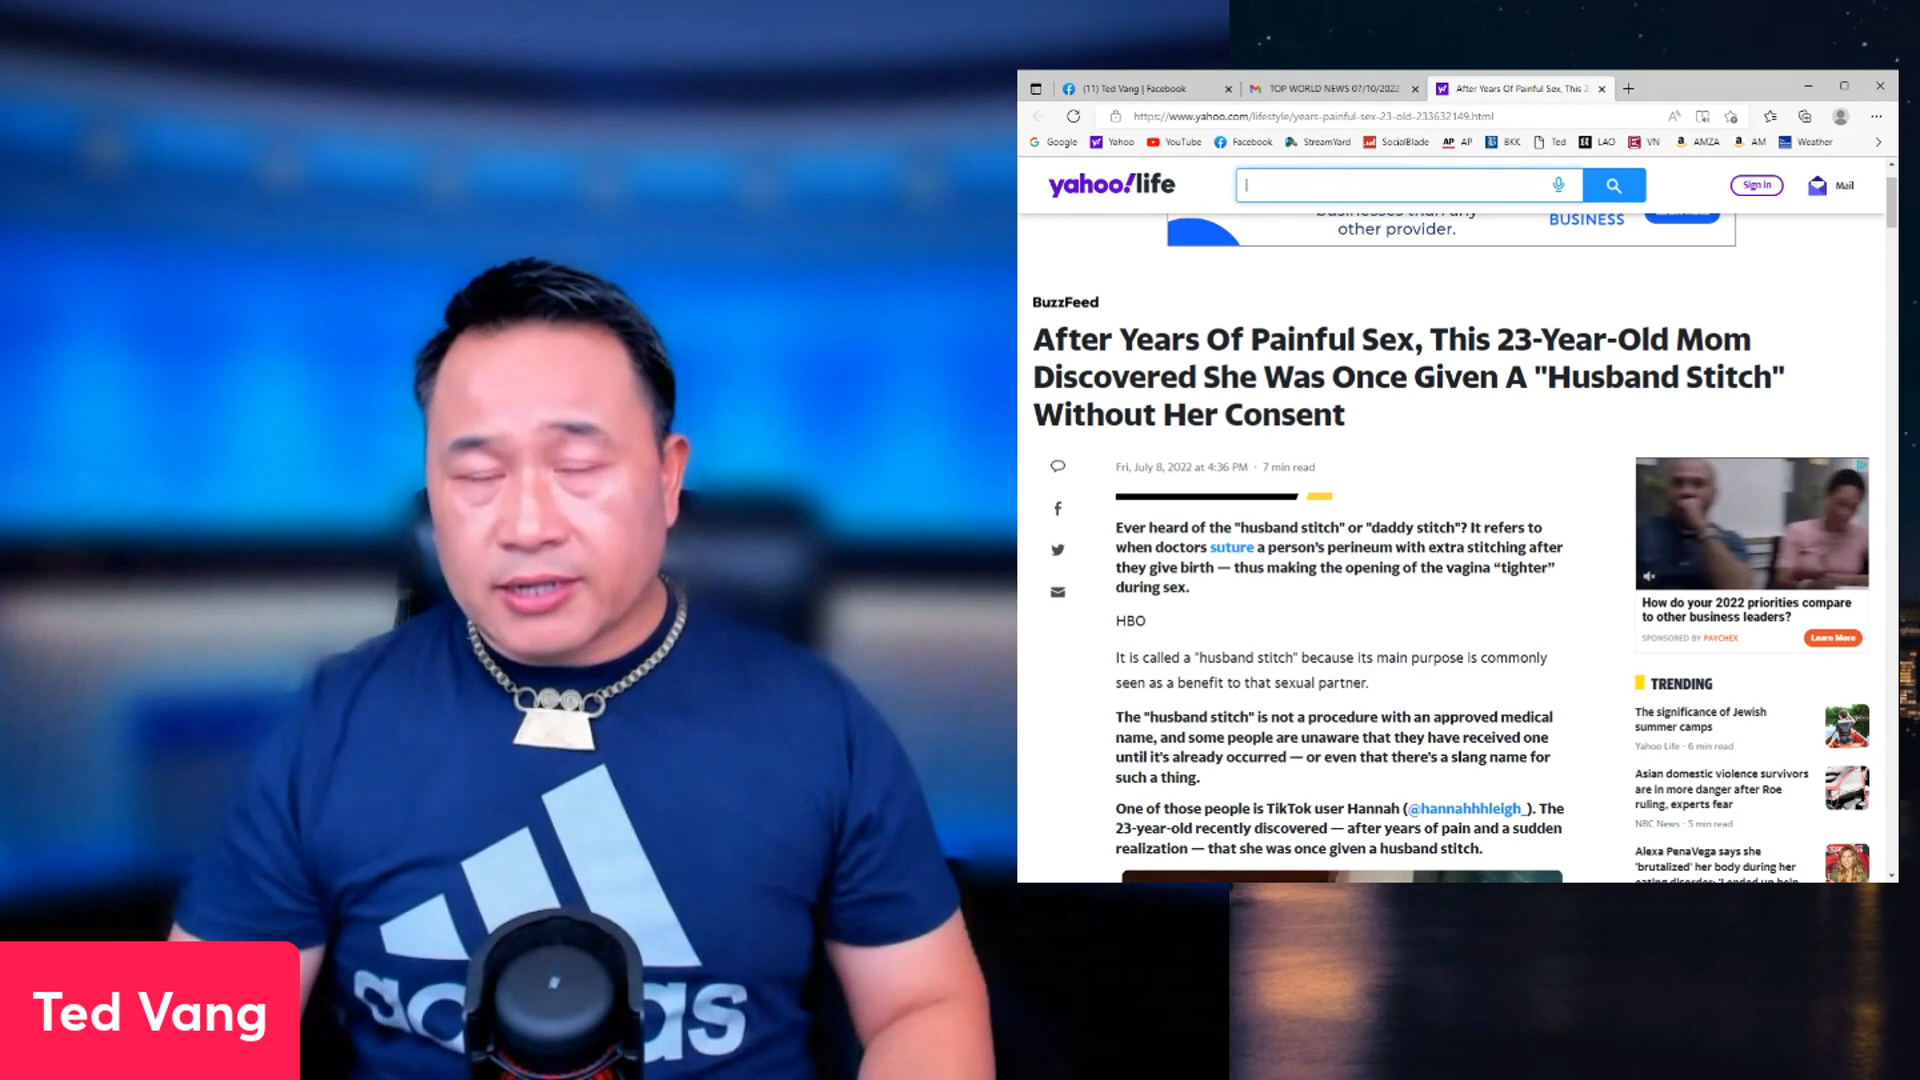 (11) Ted Vang | Facebook
TOP WORLD NEWS 07/10/2022
After Years Of Painful Sex, This 2
https://www.yahoo.com/lifestyle/years-painful-sex-23-old-233632149.html
Google Yahoo YouTube Facebook StreamYard SocialBlade AP AP BKK Ted LAO VN AMZA AM Weather
yahoo!life
Sign in
Mail
businesses than any
other provider.
BUSINESS
BuzzFeed
After Years Of Painful Sex, This 23-Year-Old Mom
Discovered She Was Once Given A "Husband Stitch"
Without Her Consent
Fri, July 8, 2022 at 4:36 PM · 7 min read
Ever heard of the "husband stitch" or "daddy stitch"? It refers to
when doctors suture a person's perineum with extra stitching after
they give birth — thus making the opening of the vagina “tighter”
during sex.
HBO
It is called a "husband stitch" because its main purpose is commonly
seen as a benefit to that sexual partner.
The "husband stitch" is not a procedure with an approved medical
name, and some people are unaware that they have received one
until it's already occurred — or even that there's a slang name for
such a thing.
One of those people is TikTok user Hannah (@hannahhhleigh_). The
23-year-old recently discovered — after years of pain and a sudden
realization — that she was once given a husband stitch.
How do your 2022 priorities compare
to other business leaders?
SPONSORED BY PAYCHEX
Learn More
TRENDING
The significance of Jewish
summer camps
Yahoo Life · 6 min read
Asian domestic violence survivors
are in more danger after Roe
ruling, experts fear
NBC News · 5 min read
Alexa PenaVega says she
'brutalized' her body during her
Ted Vang